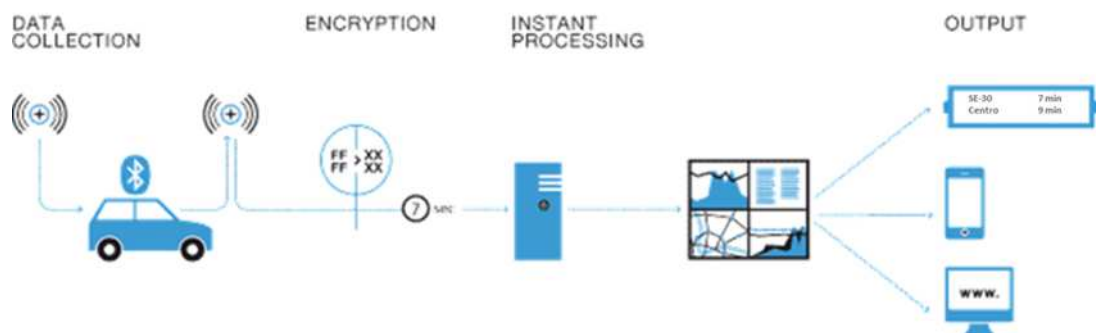 DATA
COLLECTION
ENCRYPTION
INSTANT
PROCESSING
OUTPUT
SE-30 7 min
Centro 9 min
FF > XX
FF XX
7 sec
www.